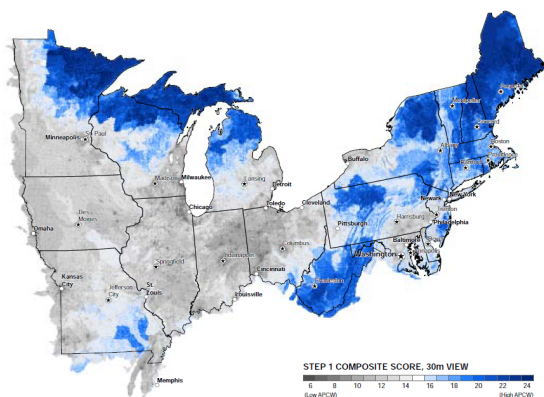 Minneapolis
St. Paul
Montpelier
Concord
Albany
Boston
Buffalo
Madison
Milwaukee
Lansing
Detroit
Chicago
Toledo
Cleveland
New York
Newark
Trenton
Des
Moines
Omaha
Pittsburgh
Harrisburg
Philadelphia
Baltimore
Washington
Columbus
Indianapolis
Springfield
Cincinnati
Kansas
City
Jefferson
City
St.
Louis
Louisville
Charleston
Memphis
STEP 1 COMPOSITE SCORE, 30m VIEW
6 8 10 12 14 16 18 20 22 24
(Low APCW) (High APCW)